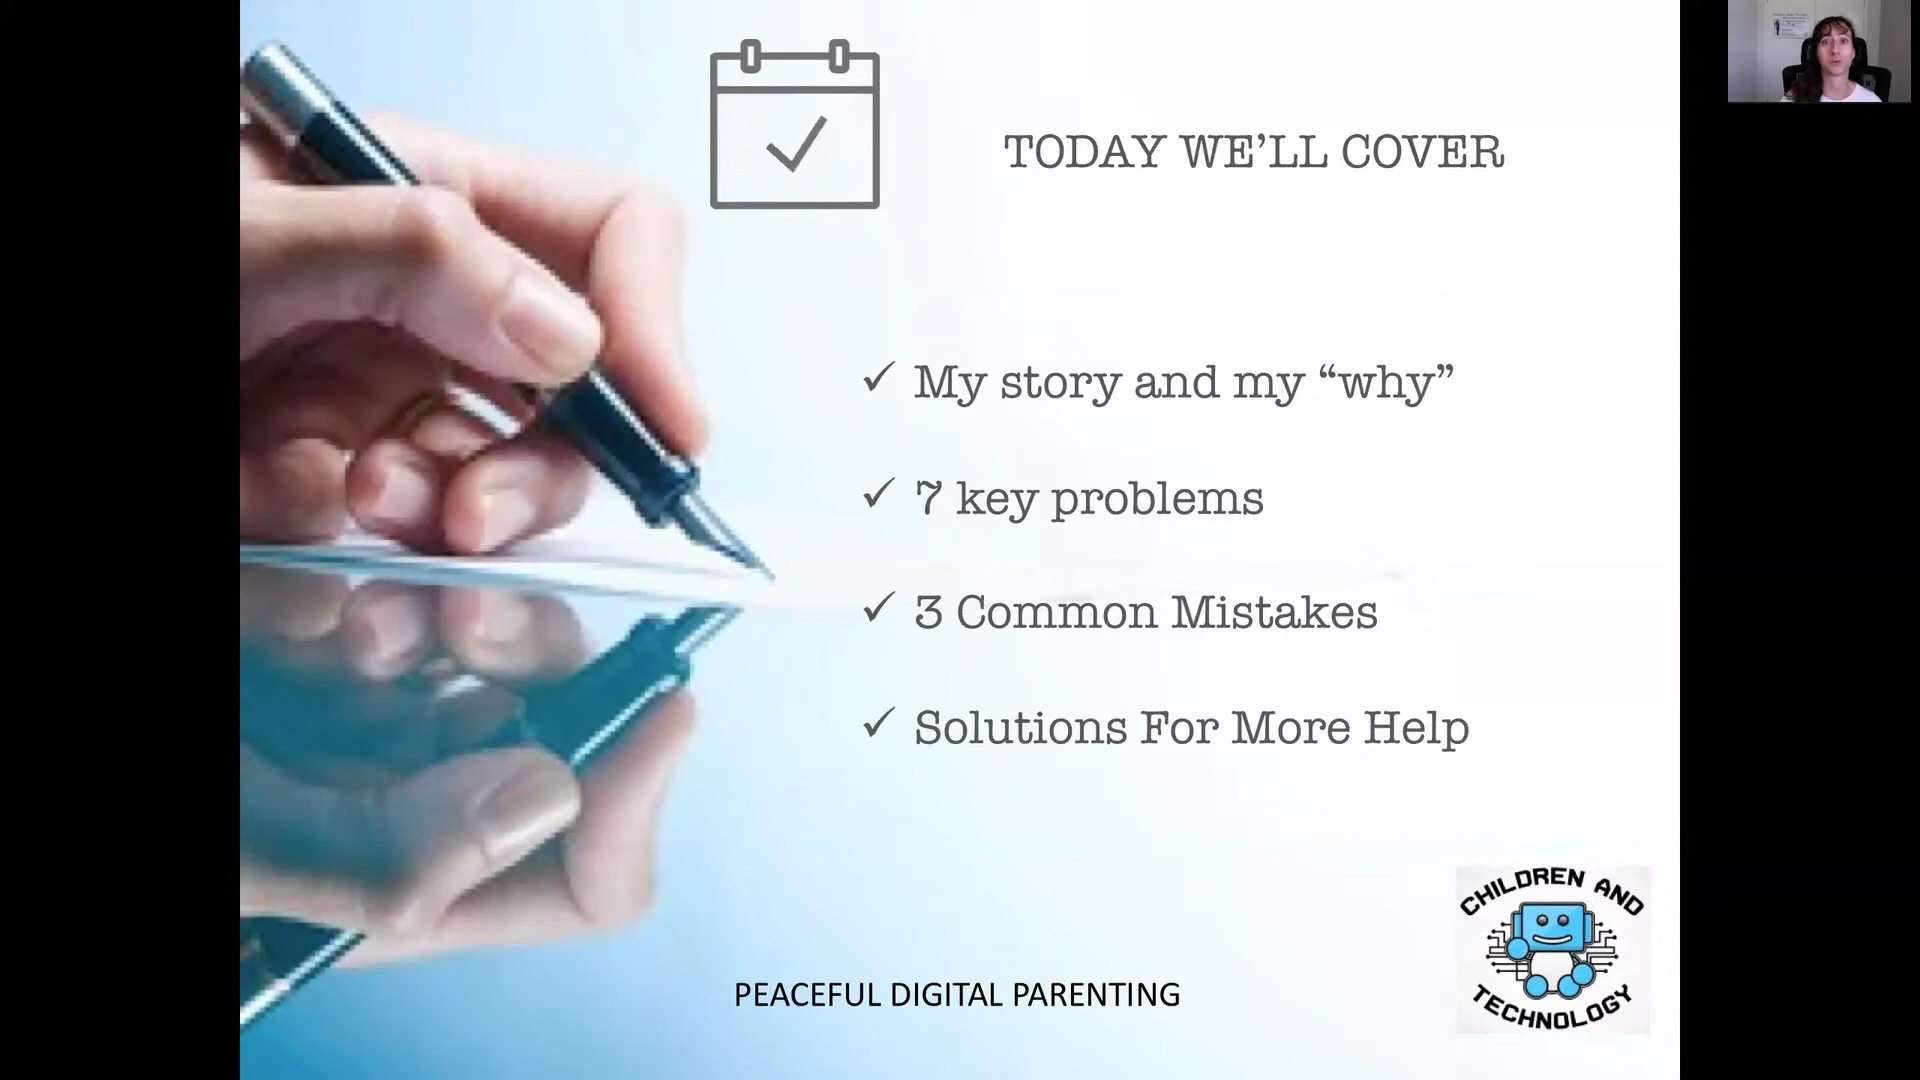 TODAY WE’LL COVER
✓ My story and my “why”
✓ 7 key problems
✓ 3 Common Mistakes
✓ Solutions For More Help
PEACEFUL DIGITAL PARENTING
CHILDREN AND
TECHNOLOGY